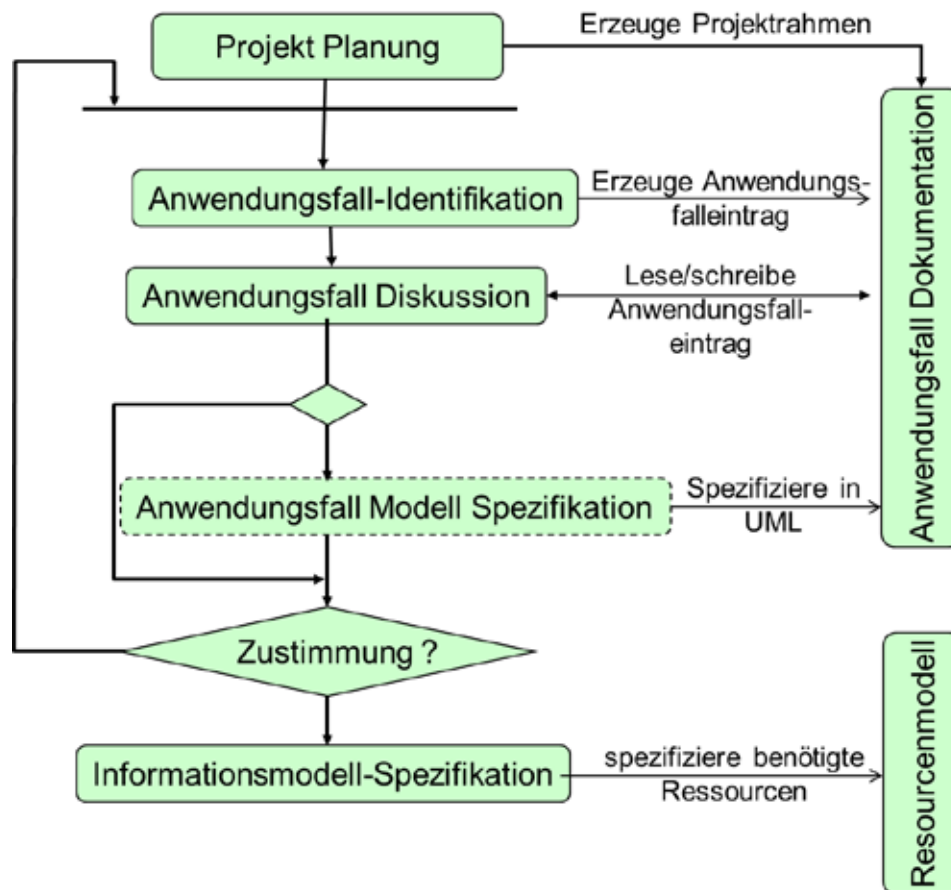 Projekt Planung
Erzeuge Projektrahmen
Anwendungsfall-Identifikation
Erzeuge Anwendungs-
falleintrag
Anwendungsfall Diskussion
Lese/schreibe
Anwendungsfall-
eintrag
Anwendungsfall Modell Spezifikation
Spezifiziere in
UML
Anwendungsfall Dokumentation
Zustimmung ?
Informationsmodell-Spezifikation
spezifiziere benötigte
Ressourcen
Resourcenmodell